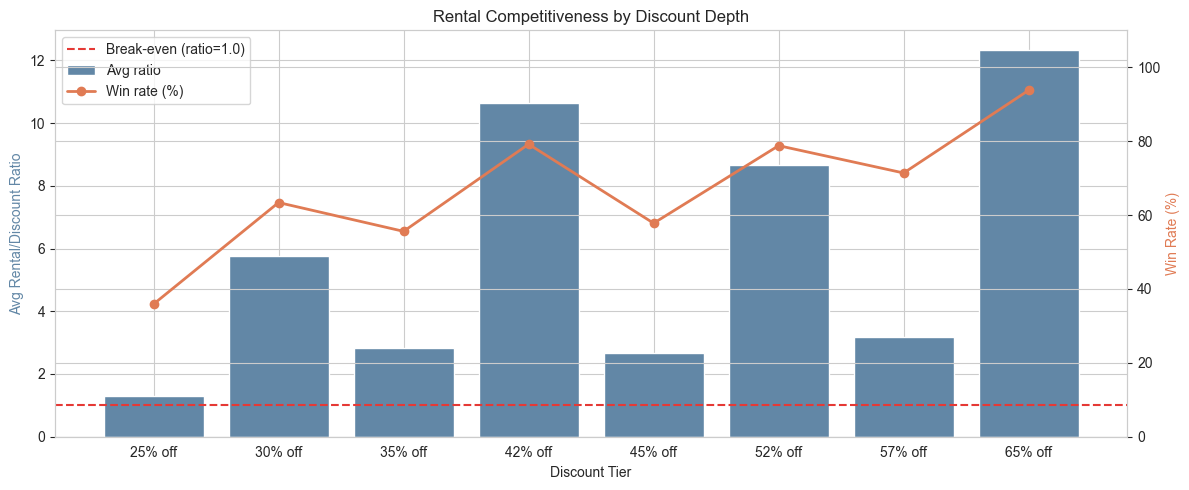 Rental Competitiveness by Discount Depth
Break-even (ratio=1.0)
Avg ratio
Win rate (%)
Avg Rental/Discount Ratio
12
10
8
6
4
2
0
100
80
60
40
20
0
Win Rate (%)
25% off
30% off
35% off
42% off
45% off
52% off
57% off
65% off
Discount Tier